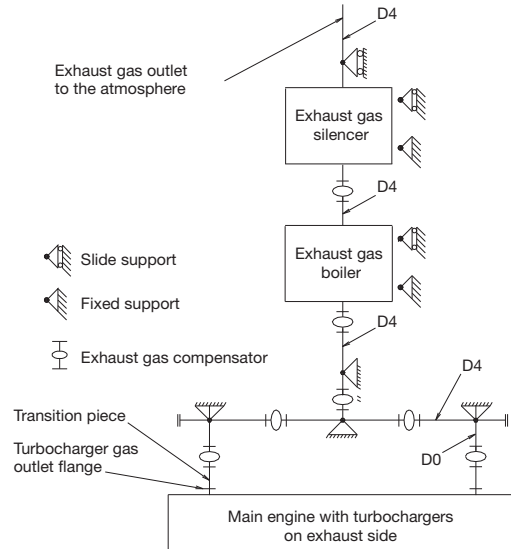 D4
Exhaust gas outlet
to the atmosphere
Exhaust gas
silencer
D4
Exhaust gas
boiler
Slide support
Fixed support
D4
Exhaust gas compensator
D4
Transition piece
Turbocharger gas
outlet flange
D0
Main engine with turbochargers
on exhaust side